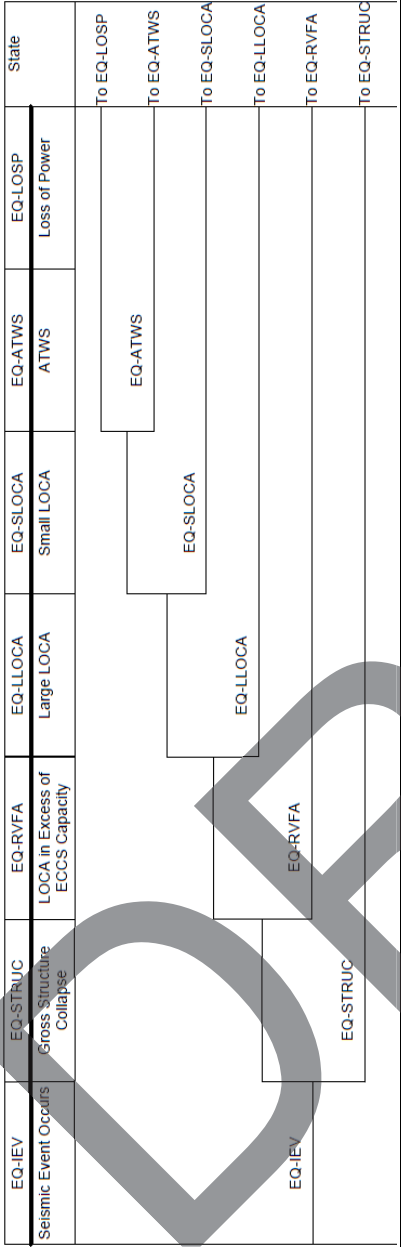 EQ-IEV
EQ-STRUC
EQ-RVFA
EQ-LLOCA
EQ-SLOCA
EQ-ATWS
EQ-LOSP
State
Seismic Event Occurs
Gross Structure
Collapse
LOCA in Excess of
ECCS Capacity
Large LOCA
Small LOCA
ATWS
Loss of Power
To EQ-LOSP
EQ-ATWS
To EQ-ATWS
EQ-SLOCA
To EQ-SLOCA
EQ-LLOCA
To EQ-LLOCA
EQ-IEV
EQ-RVFA
To EQ-RVFA
EQ-STRUC
To EQ-STRUC